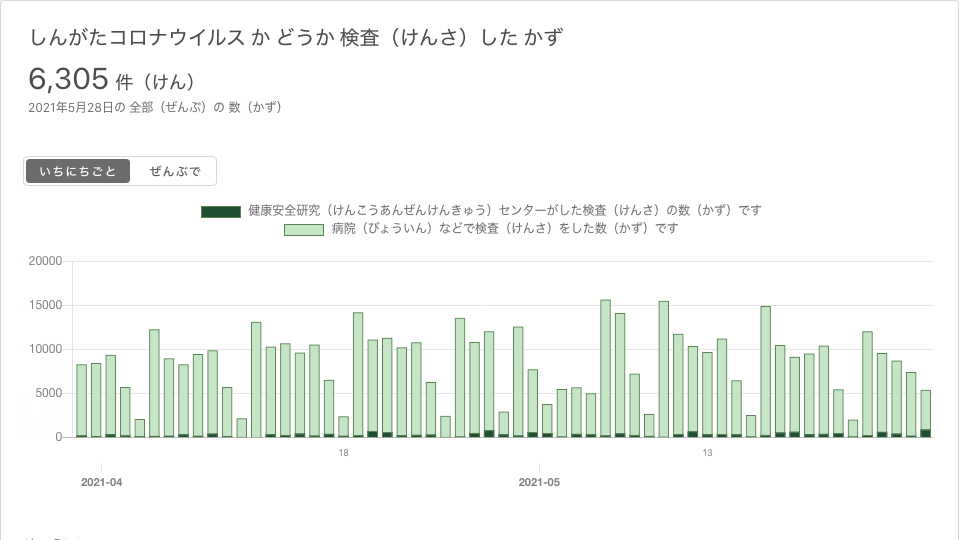 しんがたコロナウイルス か どうか 検査（けんさ）した かず
6,305 件（けん）
2021年5月28日の 全部（ぜんぶ）の 数（かず）
いちにちごと ぜんぶで
健康安全研究（けんこうあんぜんけんきゅう）センターがした検査（けんさ）の数（かず）です
病院（びょういん）などで検査（けんさ）をした数（かず）です
20000
15000
10000
5000
0
18 13
2021-04 2021-05